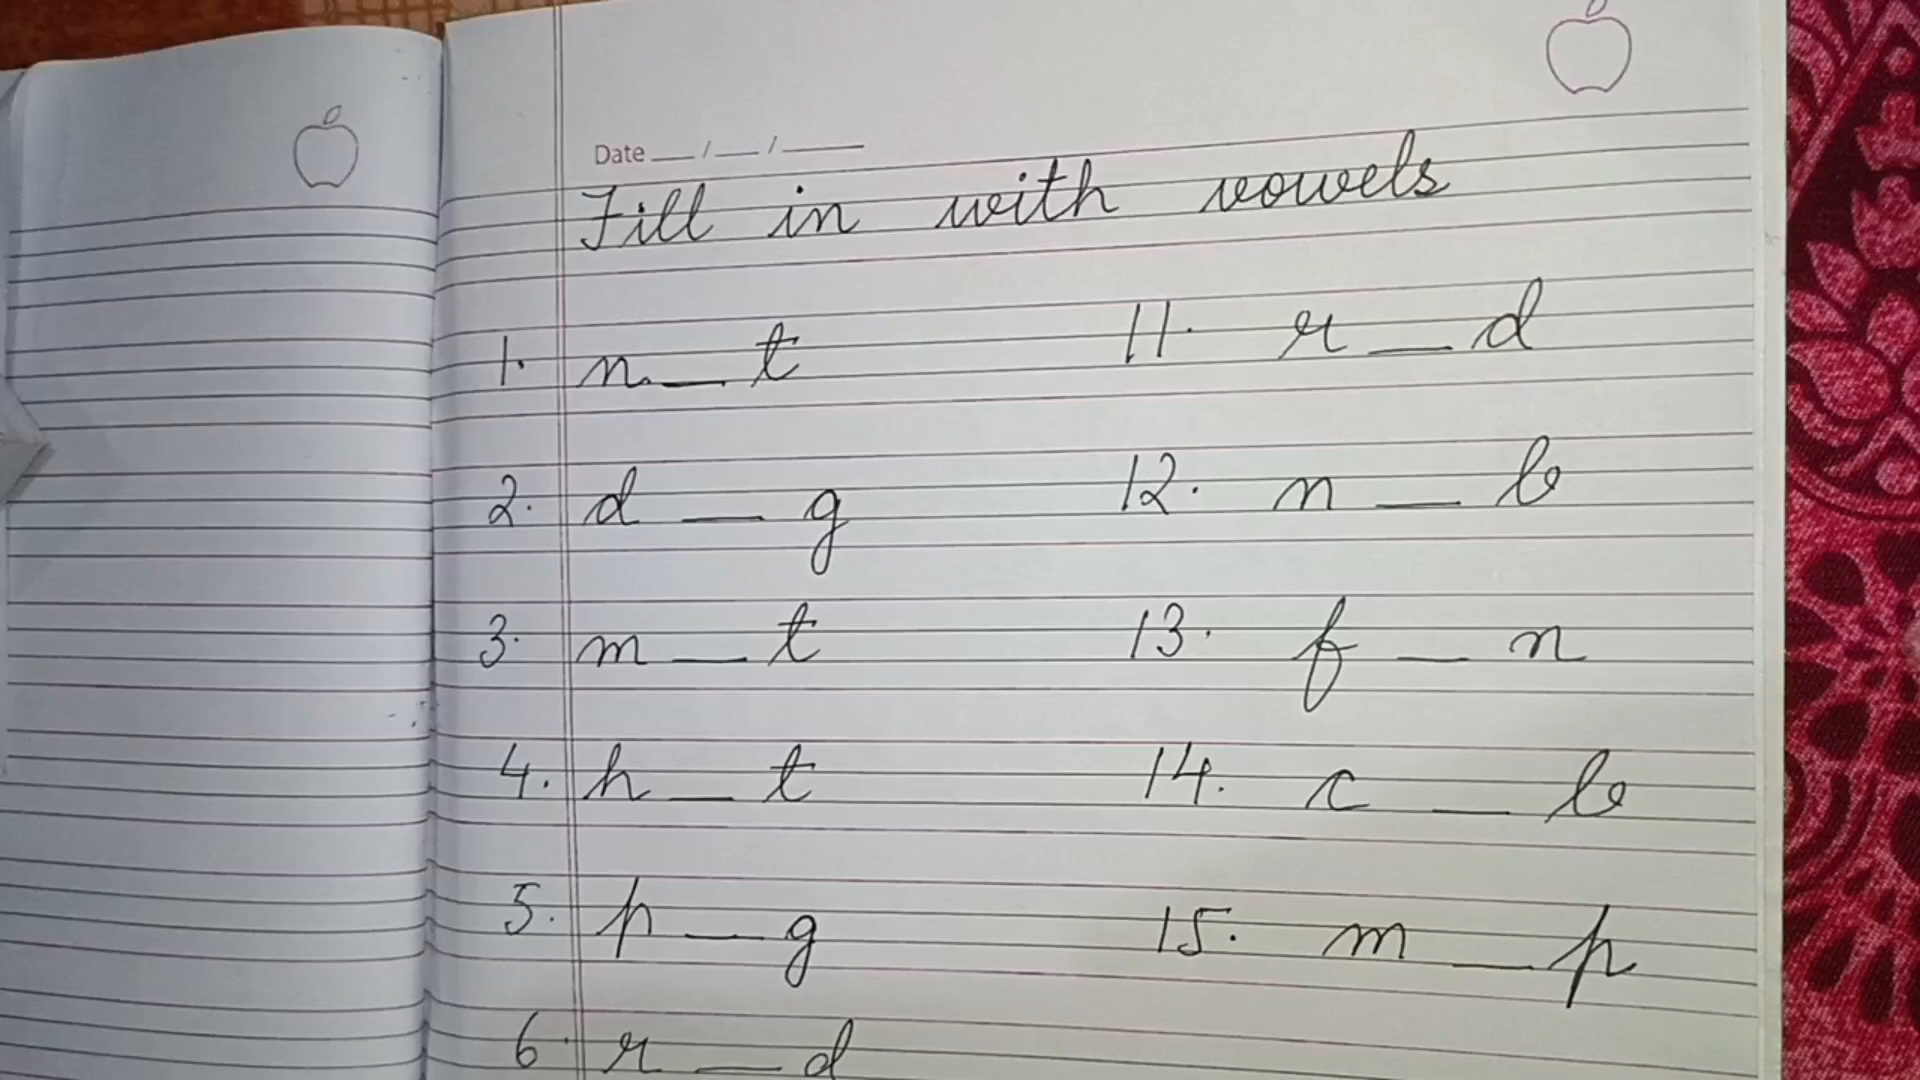 Date __/__/____
Fill in with vowels
1. n_t
11. r_d
2. d_g
12. n_b
3. m_t
13. f_n
4. h_t
14. c_b
5. p_g
15. m_p
6. r_d